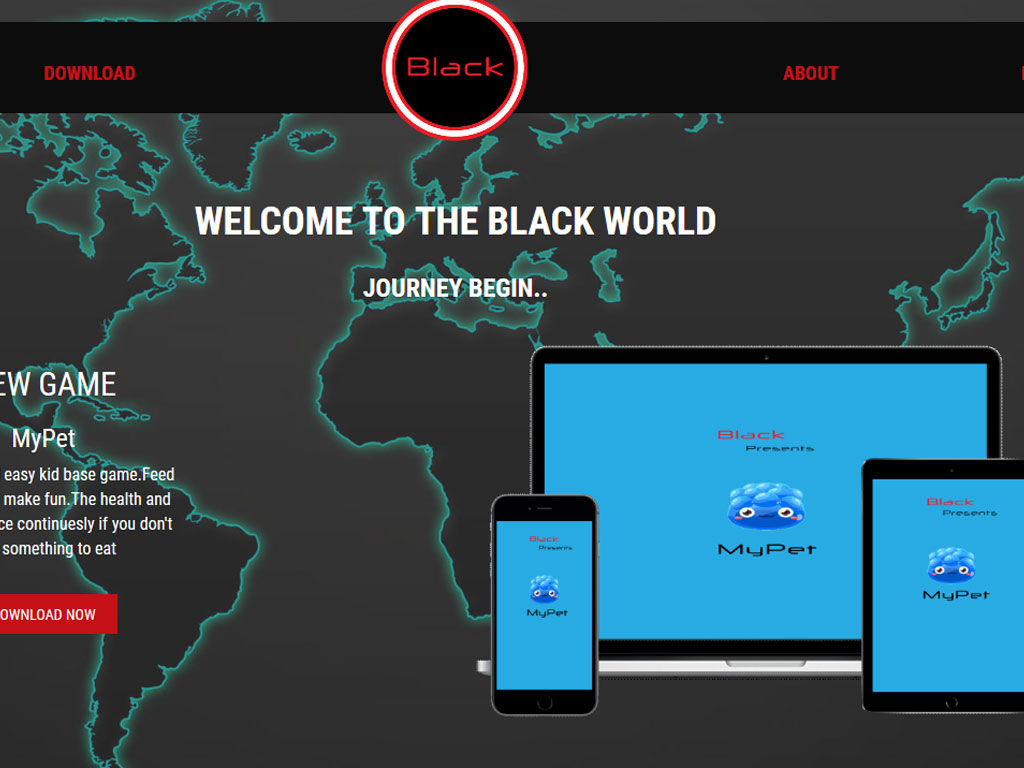 DOWNLOAD
Black
ABOUT
WELCOME TO THE BLACK WORLD
JOURNEY BEGIN..
EW GAME
MyPet
easy kid base game.Feed
make fun.The health and
ce continuesly if you don't
something to eat
OWNLOAD NOW
Black
Presents
MyPet
Black
Presents
MyPet
Black
Presents
MyPet